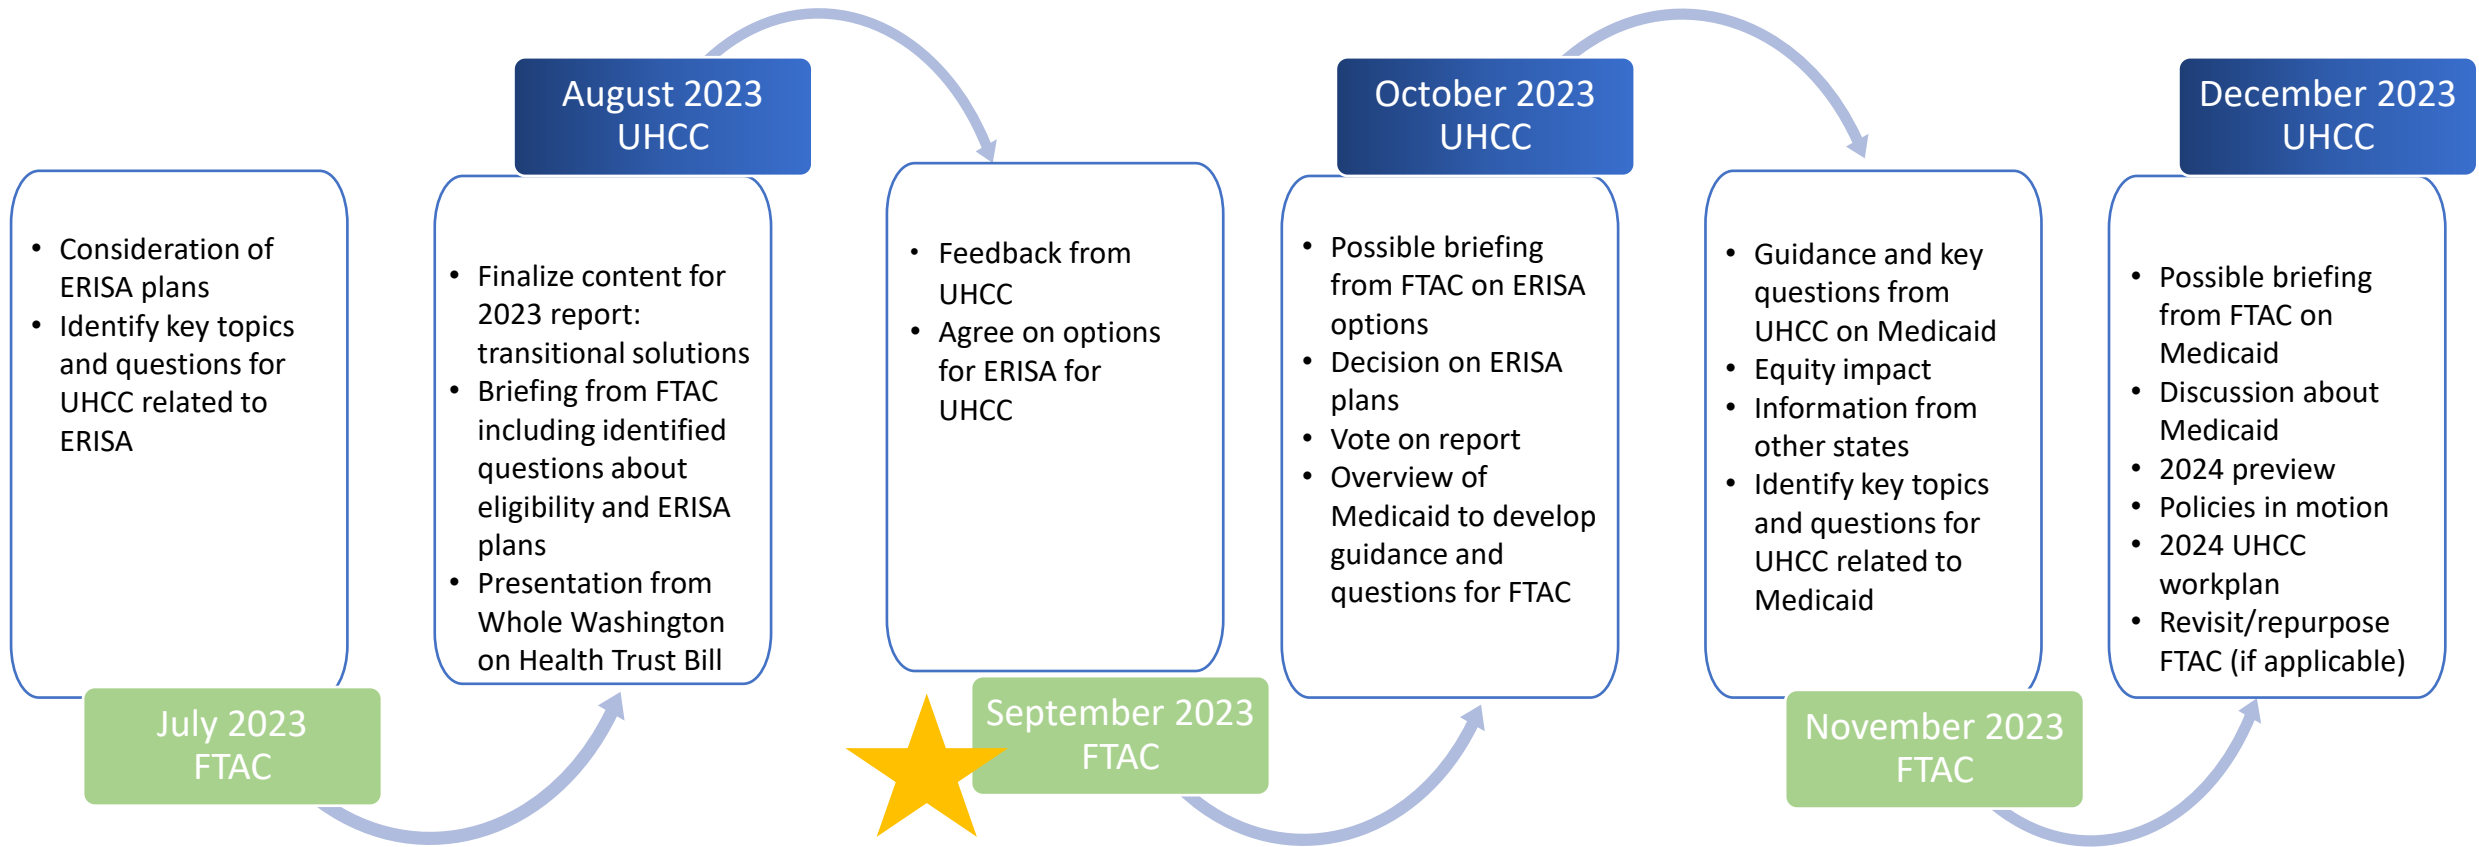 July 2023
FTAC
• Consideration of
ERISA plans
• Identify key topics
and questions for
UHCC related to
ERISA
August 2023
UHCC
• Finalize content for
2023 report:
transitional solutions
• Briefing from FTAC
including identified
questions about
eligibility and ERISA
plans
• Presentation from
Whole Washington
on Health Trust Bill
September 2023
FTAC
• Feedback from
UHCC
• Agree on options
for ERISA for
UHCC
October 2023
UHCC
• Possible briefing
from FTAC on ERISA
options
• Decision on ERISA
plans
• Vote on report
• Overview of
Medicaid to develop
guidance and
questions for FTAC
November 2023
FTAC
• Guidance and key
questions from
UHCC on Medicaid
• Equity impact
• Information from
other states
• Identify key topics
and questions for
UHCC related to
Medicaid
December 2023
UHCC
• Possible briefing
from FTAC on
Medicaid
• Discussion about
Medicaid
• 2024 preview
• Policies in motion
• 2024 UHCC
workplan
• Revisit/repurpose
FTAC (if applicable)